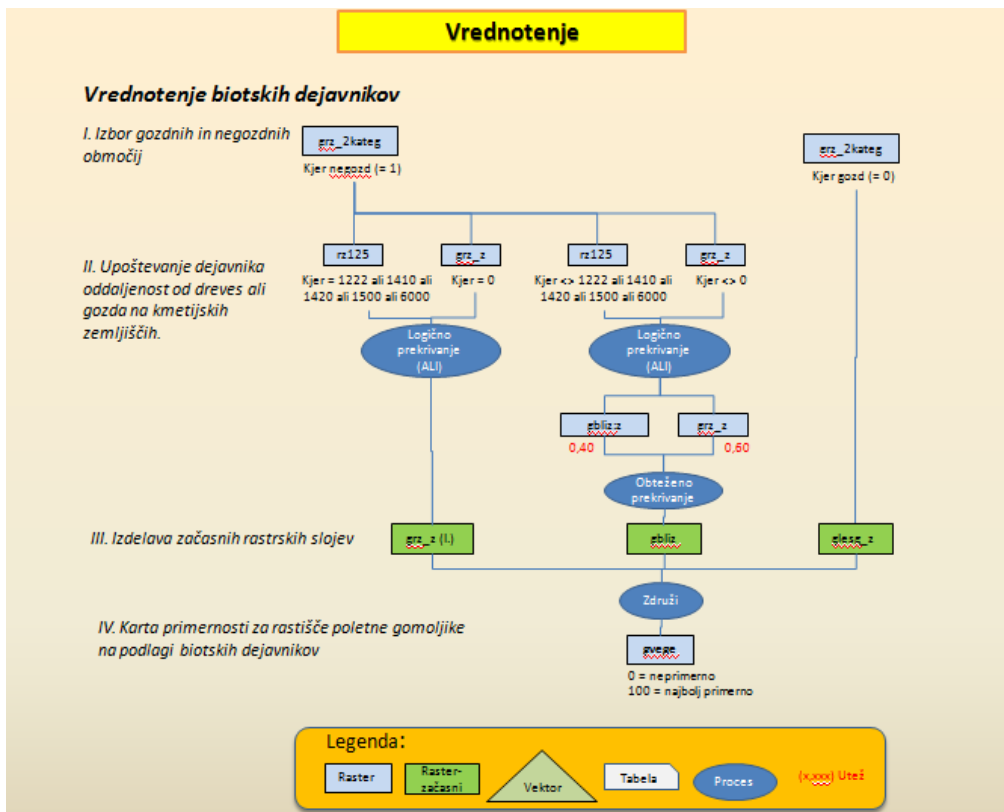 Vrednotenje
Vrednotenje biotskih dejavnikov
I. Izbor gozdnih in negozdnih
območij
grz_2kateg
Kjer negozd (= 1)
grz_2kateg
Kjer gozd (= 0)
II. Upoštevanje dejavnika
oddaljenost od dreves ali
gozda na kmetijskih
zemljiščih.
rz125
Kjer = 1222 ali 1410 ali
1420 ali 1500 ali 6000
grz_z
Kjer = 0
rz125
Kjer <> 1222 ali 1410 ali
1420 ali 1500 ali 6000
grz_z
Kjer <> 0
Logično
prekrivanje
(ALI)
Logično
prekrivanje
(ALI)
gbliz:z
0,40
grz_z
0,60
Obteženo
prekrivanje
III. Izdelava začasnih rastrskih slojev
grz_z (I.)
gbliz
glesg_z
Združi
IV. Karta primernosti za rastišče poletne gomoljike
na podlagi biotskih dejavnikov
gvege
0 = neprimerno
100 = najbolj primerno
Legenda:
Raster
Raster-
začasni
Vektor
Tabela
Proces
(x,xxx) Utež